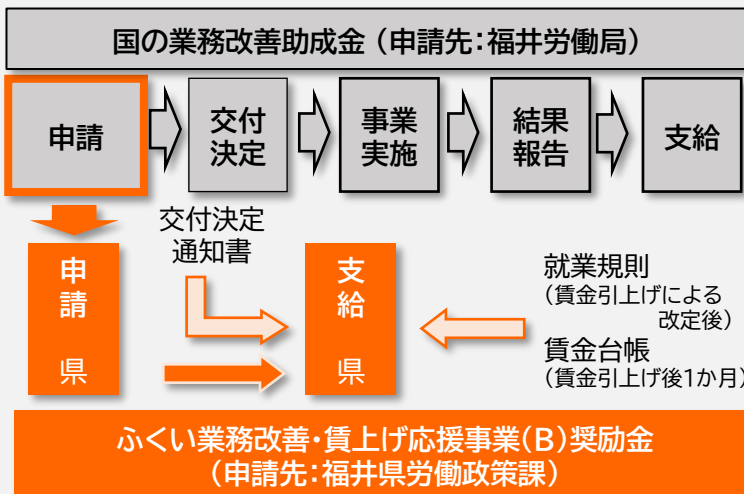 国の業務改善助成金（申請先：福井労働局）
申請
交付
決定
事業
実施
結果
報告
支給
交付決定
通知書
申請 県
支給 県
就業規則
（賃金引上げによる
改定後）
賃金台帳
（賃金引上げ後1か月）
ふくい業務改善・賃上げ応援事業（B）奨励金
（申請先：福井県労働政策課）